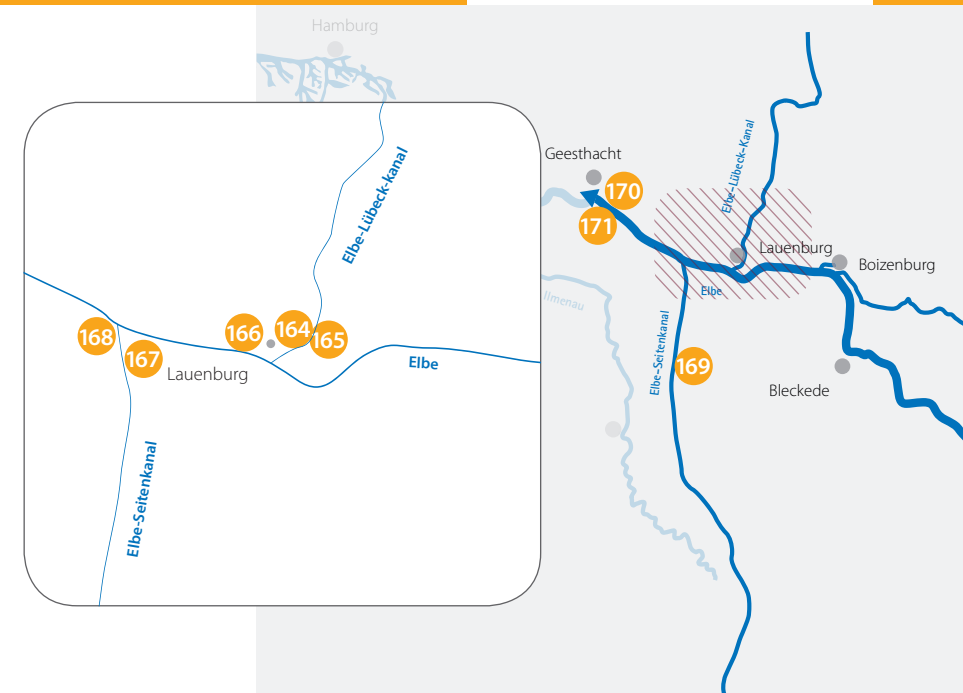 Hamburg
Geesthacht
170
171
Elbe-Lübeck-Kanal
Lauenburg
Boizenburg
Elbe
Ilmenau
Elbe-Seitenkanal
169
Bleckede
Elbe-Lübeck-kanal
168
167
166
164
165
Lauenburg
Elbe
Elbe-Seitenkanal